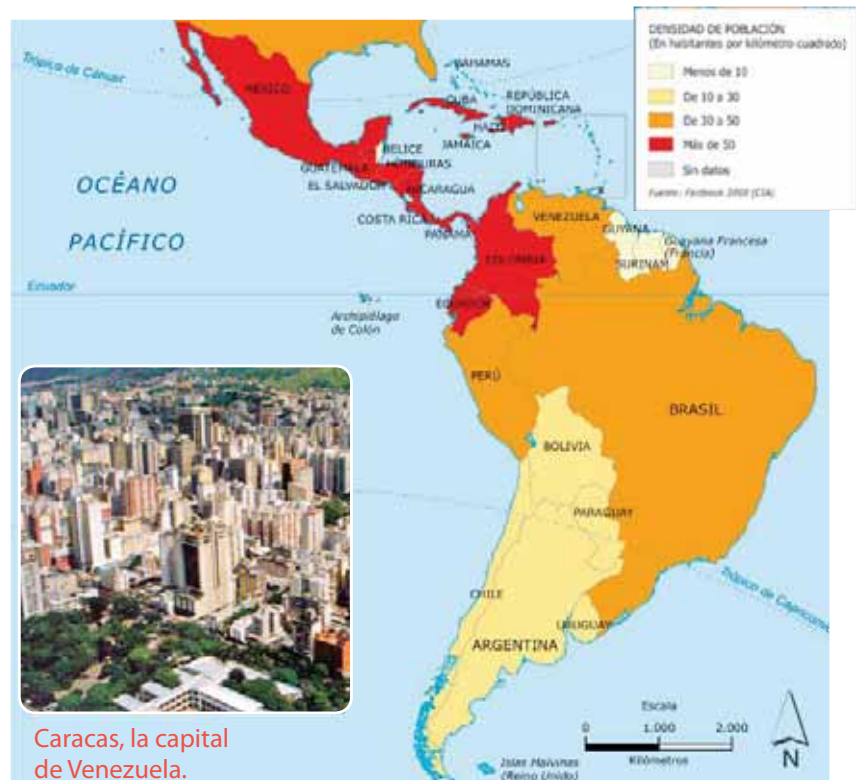 DENSIDAD DE POBLACIÓN
(En habitantes por kilómetro cuadrado)
Menos de 10
De 10 a 30
De 30 a 50
Más de 50
Sin datos
Fuente: Factbook 2008 (CIA)
Trópico de Cáncer
BAHAMAS
MÉXICO
CUBA
REPÚBLICA
DOMINICANA
HAITÍ
JAMAICA
BELICE
HONDURAS
GUATEMALA
EL SALVADOR
NICARAGUA
OCÉANO
PACÍFICO
COSTA RICA
PANAMÁ
VENEZUELA
GUYANA
Guayana Francesa
(Francia)
SURINAM
COLOMBIA
Ecuador
ECUADOR
Archipiélago
de Colón
PERÚ
BRASIL
BOLIVIA
PARAGUAY
Trópico de Capricornio
CHILE
URUGUAY
ARGENTINA
Escala
0 1.000 2.000
Kilómetros
N
Islas Malvinas
(Reino Unido)
Caracas, la capital
de Venezuela.